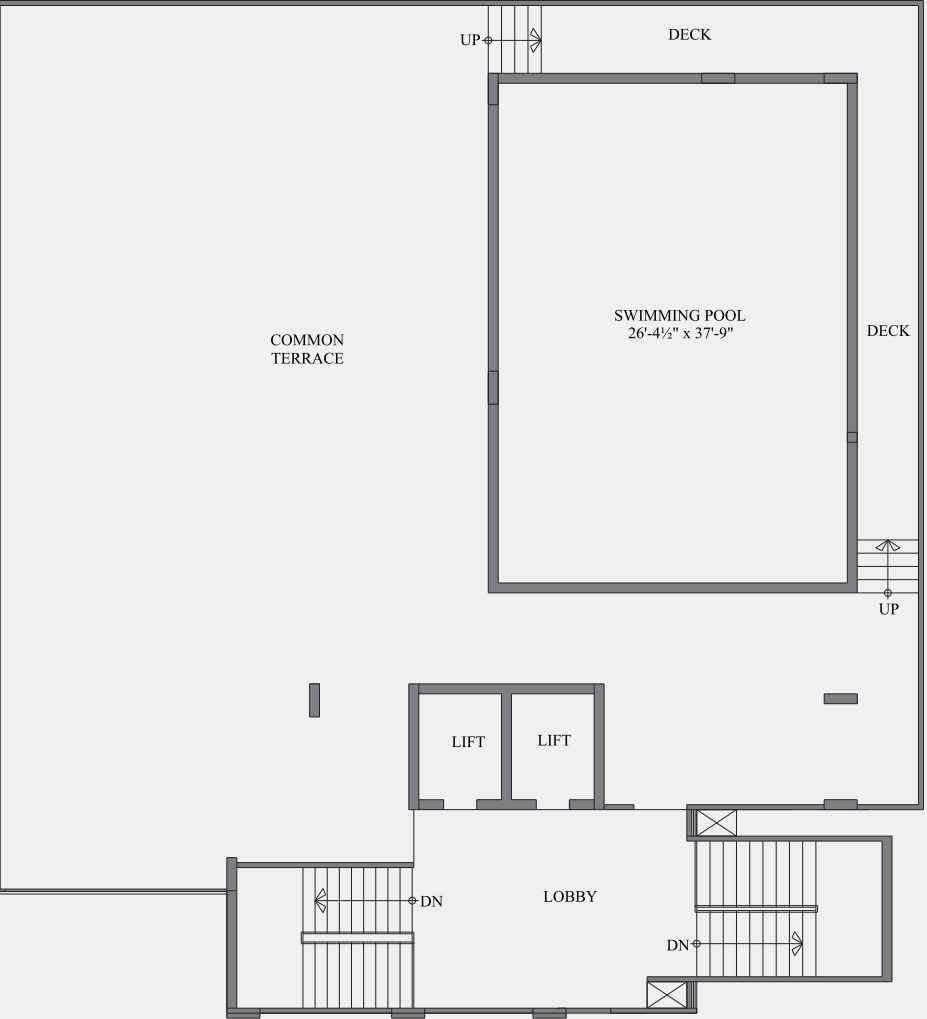 UP
DECK
SWIMMING POOL
26'-4½" x 37'-9"
DECK
COMMON
TERRACE
UP
LIFT
LIFT
LOBBY
DN
DN